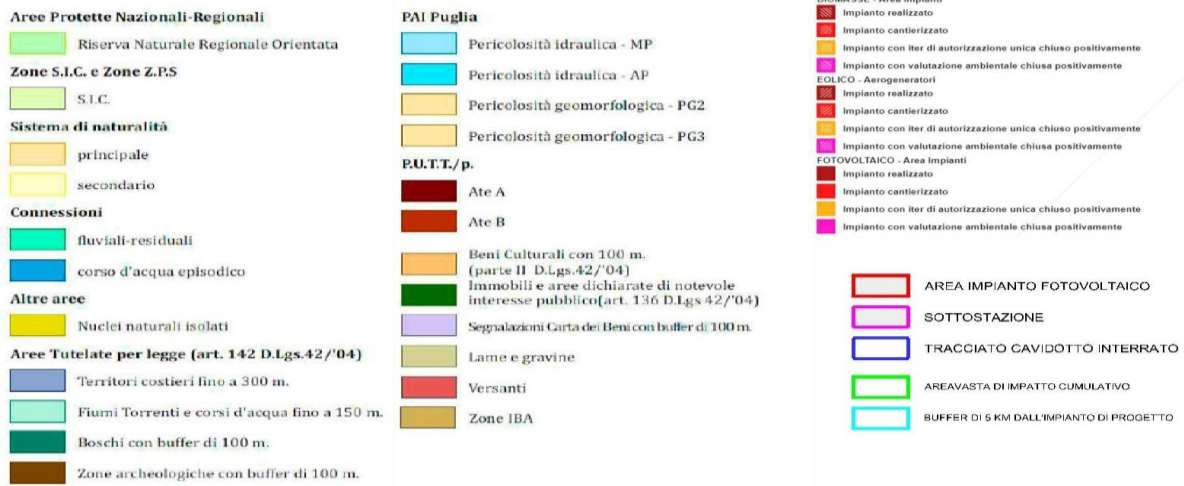 Aree Protette Nazionali-Regionali
Riserva Naturale Regionale Orientata
Zone S.I.C. e Zone Z.P.S
S.I.C.
Sistema di naturalità
principale
secondario
Connessioni
fluviali-residuali
corso d'acqua episodico
Altre aree
Nuclei naturali isolati
Aree Tutelate per legge (art. 142 D.Lgs.42/'04)
Territori costieri fino a 300 m.
Fiumi Torrenti e corsi d'acqua fino a 150 m.
Boschi con buffer di 100 m.
Zone archeologiche con buffer di 100 m.
PAI Puglia
Pericolosità idraulica - MP
Pericolosità idraulica - AP
Pericolosità geomorfologica - PG2
Pericolosità geomorfologica - PG3
P.U.T.T./p.
Ate A
Ate B
Beni Culturali con 100 m.
(parte II D.Lgs.42/'04)
Immobili e aree dichiarate di notevole
interesse pubblico(art. 136 D.Lgs 42/'04)
Segnalazioni Carta dei Beni con buffer di 100 m.
Lame e gravine
Versanti
Zone IBA
BIOMASSE - Area Impianti
Impianto realizzato
Impianto cantierizzato
Impianto con iter di autorizzazione unica chiuso positivamente
Impianto con valutazione ambientale chiusa positivamente
EOLICO - Aerogeneratori
Impianto realizzato
Impianto cantierizzato
Impianto con iter di autorizzazione unica chiuso positivamente
Impianto con valutazione ambientale chiusa positivamente
FOTOVOLTAICO - Area Impianti
Impianto realizzato
Impianto cantierizzato
Impianto con iter di autorizzazione unica chiuso positivamente
Impianto con valutazione ambientale chiusa positivamente
AREA IMPIANTO FOTOVOLTAICO
SOTTOSTAZIONE
TRACCIATO CAVIDOTTO INTERRATO
AREAVASTA DI IMPATTO CUMULATIVO
BUFFER DI 5 KM DALL'IMPIANTO DI PROGETTO